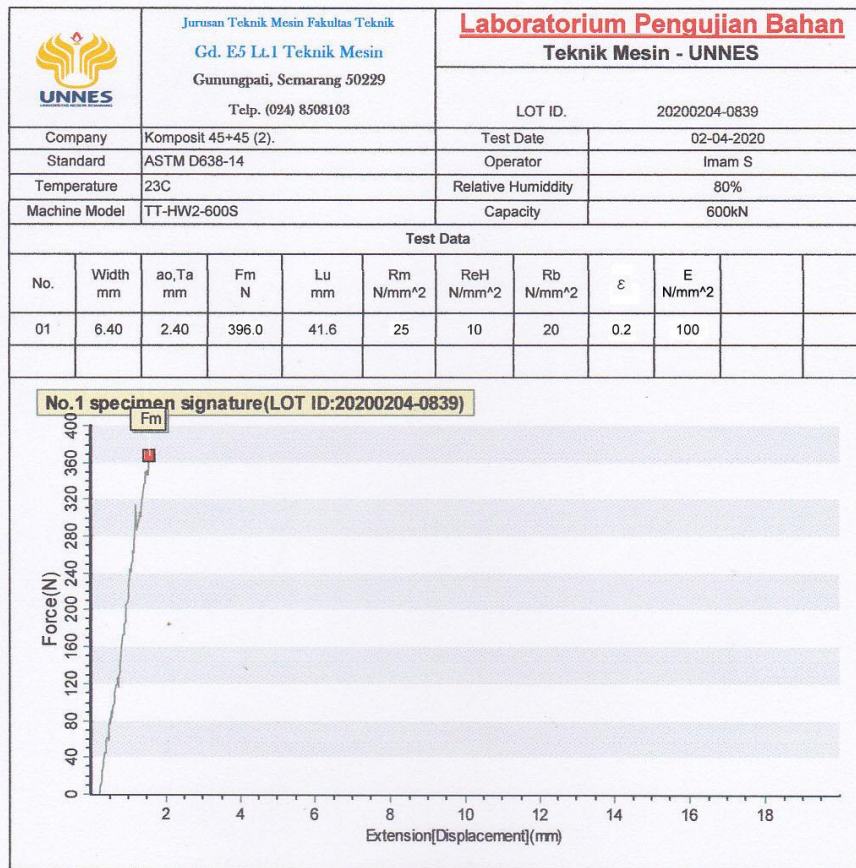 UNNES
Jurusan Teknik Mesin Fakultas Teknik
Gd. E5 Lt.1 Teknik Mesin
Gunungpati, Semarang 50229
Telp. (024) 8508103
Laboratorium Pengujian Bahan
Teknik Mesin - UNNES
LOT ID. 20200204-0839
Company Komposit 45+45 (2). Test Date 02-04-2020
Standard ASTM D638-14 Operator Imam S
Temperature 23C Relative Humiddity 80%
Machine Model TT-HW2-600S Capacity 600kN
Test Data
No. Width mm ao,Ta mm Fm N Lu mm Rm N/mm^2 ReH N/mm^2 Rb N/mm^2 ε E N/mm^2
01 6.40 2.40 396.0 41.6 25 10 20 0.2 100
No.1 specimen signature(LOT ID:20200204-0839)
Fm
Force(N)
400
360
320
280
240
200
160
120
80
40
0
2 4 6 8 10 12 14 16 18
Extension[Displacement](mm)